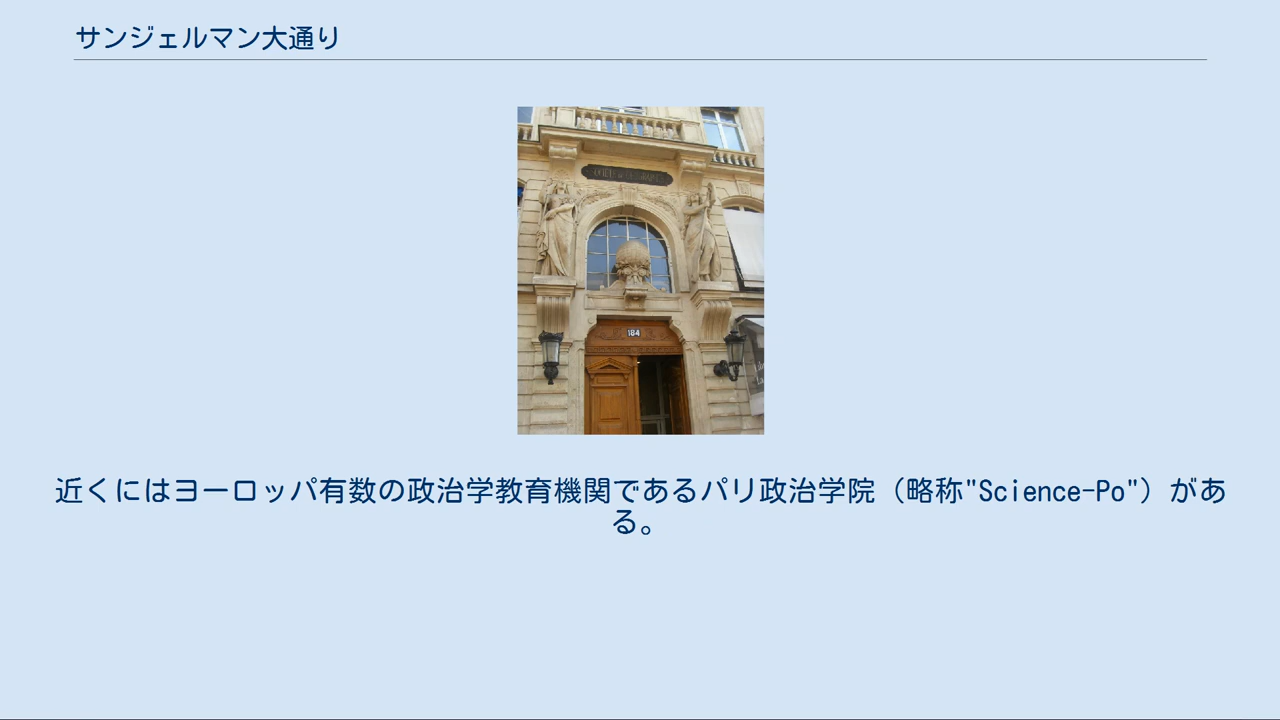 サンジェルマン大通り
184
近くにはヨーロッパ有数の政治学教育機関であるパリ政治学院（略称"Science-Po"）があ
る。